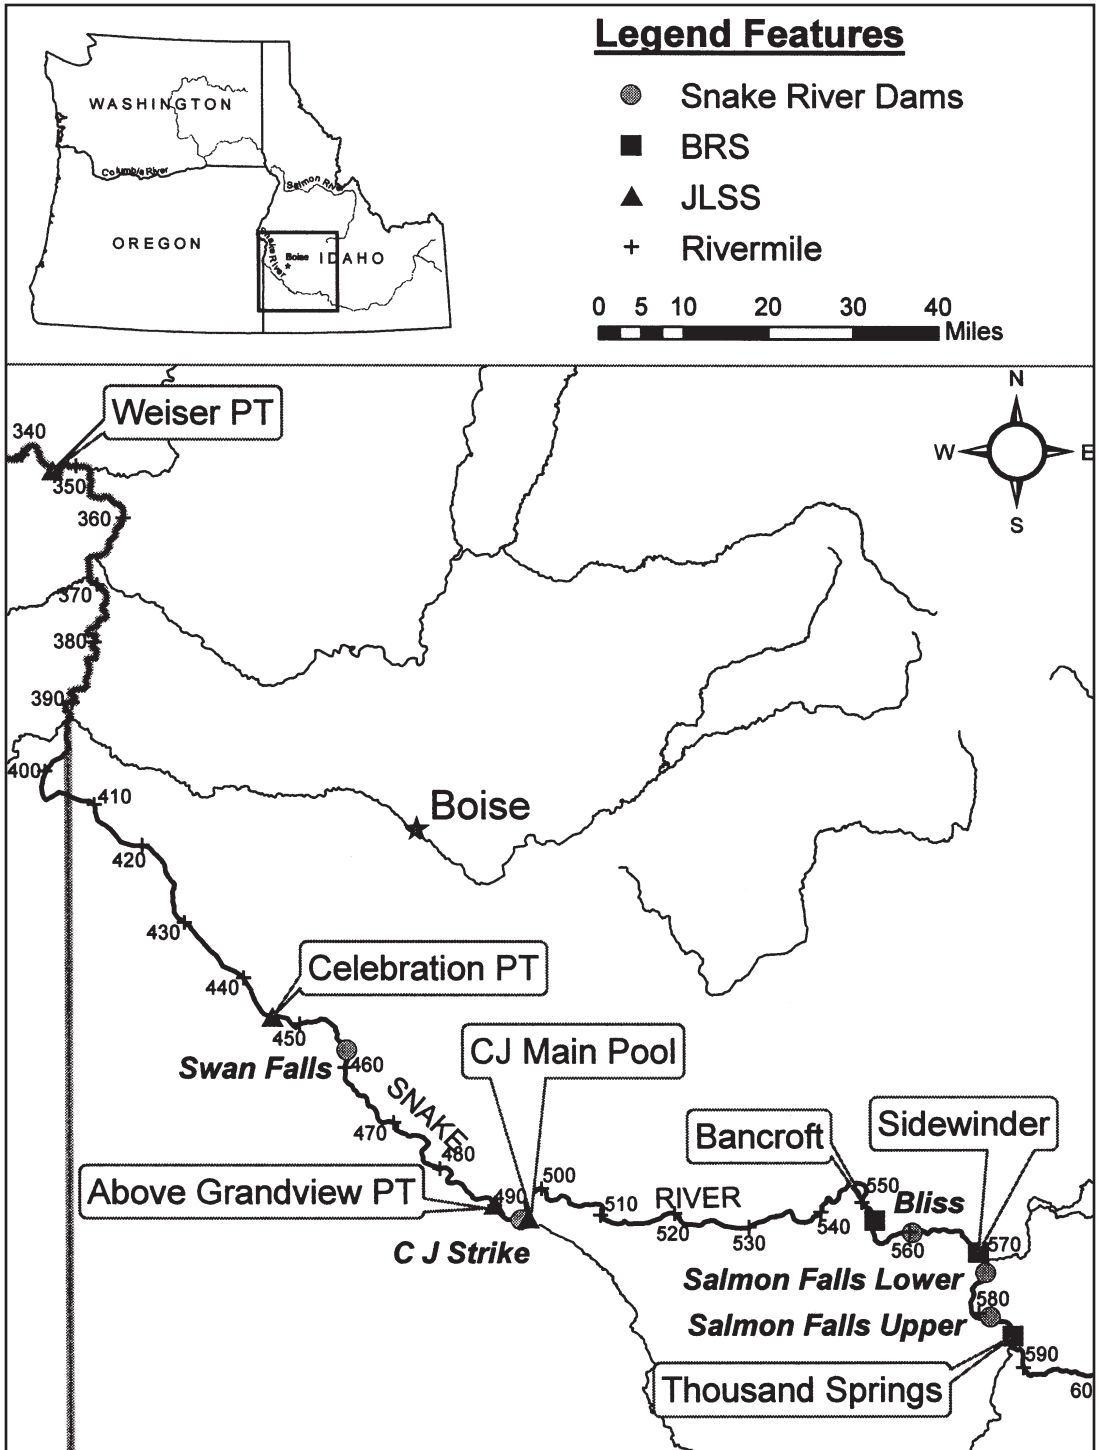 Legend Features
Snake River Dams
BRS
JLSS
Rivermile
0 5 10 20 30 40
Miles
WASHINGTON
Columbia River
Salmon River
OREGON
Snake River
Boise
IDAHO
N
W E
S
Weiser PT
340
350
360
370
380
390
400
410
Boise
420
430
Celebration PT
440
450
CJ Main Pool
Swan Falls
460
SNAKE
470
480
Bancroft
Sidewinder
Above Grandview PT
490
500
510
RIVER
520
530
540
550
Bliss
560
570
C J Strike
Salmon Falls Lower
580
Salmon Falls Upper
590
Thousand Springs
60